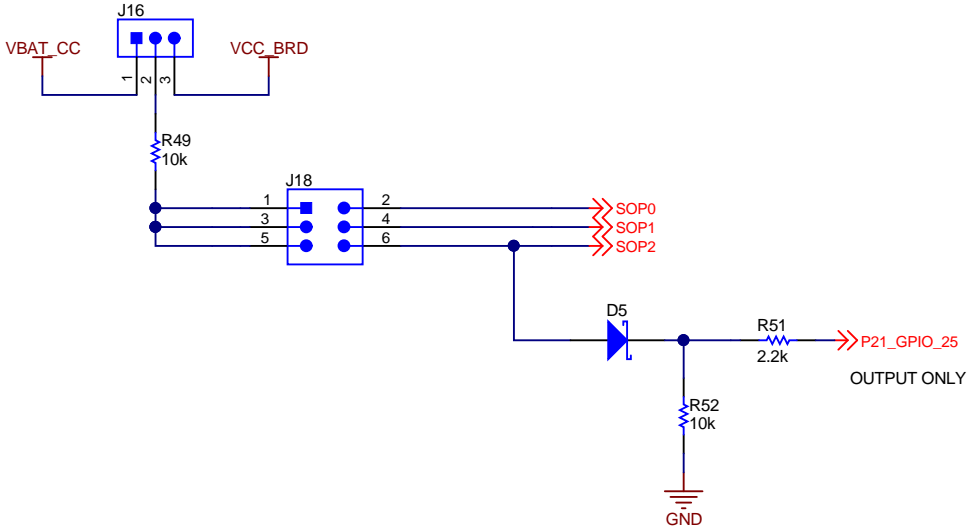 J16
VBAT_CC
VCC_BRD
1
2
3
R49
10k
J18
1
2
SOP0
3
4
SOP1
5
6
SOP2
D5
R51
2.2k
P21_GPIO_25
OUTPUT ONLY
R52
10k
GND